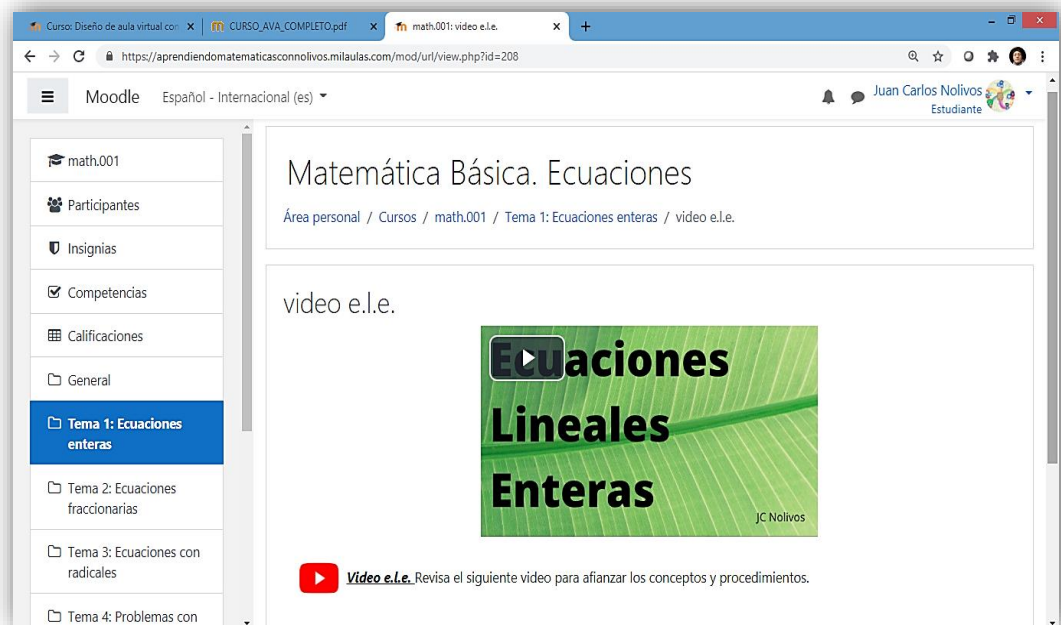 Curso: Diseño de aula virtual con
CURSO_AVA_COMPLETO.pdf
math.001: video e.l.e.
https://aprendiendomatematicasconnolivos.milaulas.com/mod/url/view.php?id=208
Moodle
Español - Internacional (es)
Juan Carlos Nolivos
Estudiante
math.001
Participantes
Insignias
Competencias
Calificaciones
General
Tema 1: Ecuaciones
enteras
Tema 2: Ecuaciones
fraccionarias
Tema 3: Ecuaciones con
radicales
Tema 4: Problemas con
Matemática Básica. Ecuaciones
Área personal / Cursos / math.001 / Tema 1: Ecuaciones enteras / video e.l.e.
video e.l.e.
Ecuaciones
Lineales
Enteras
JC Nolivos
Video e.l.e. Revisa el siguiente video para afianzar los conceptos y procedimientos.